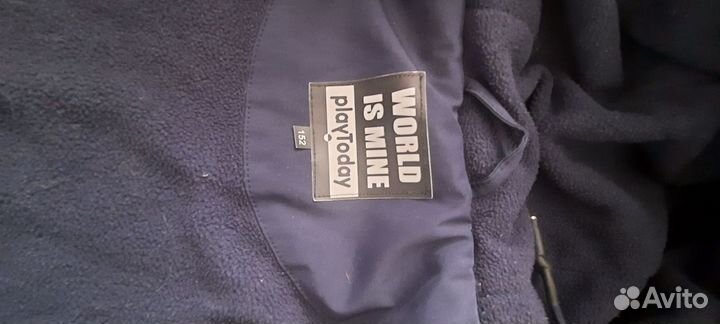 WORLD
IS MINE
playToday
152
Avito